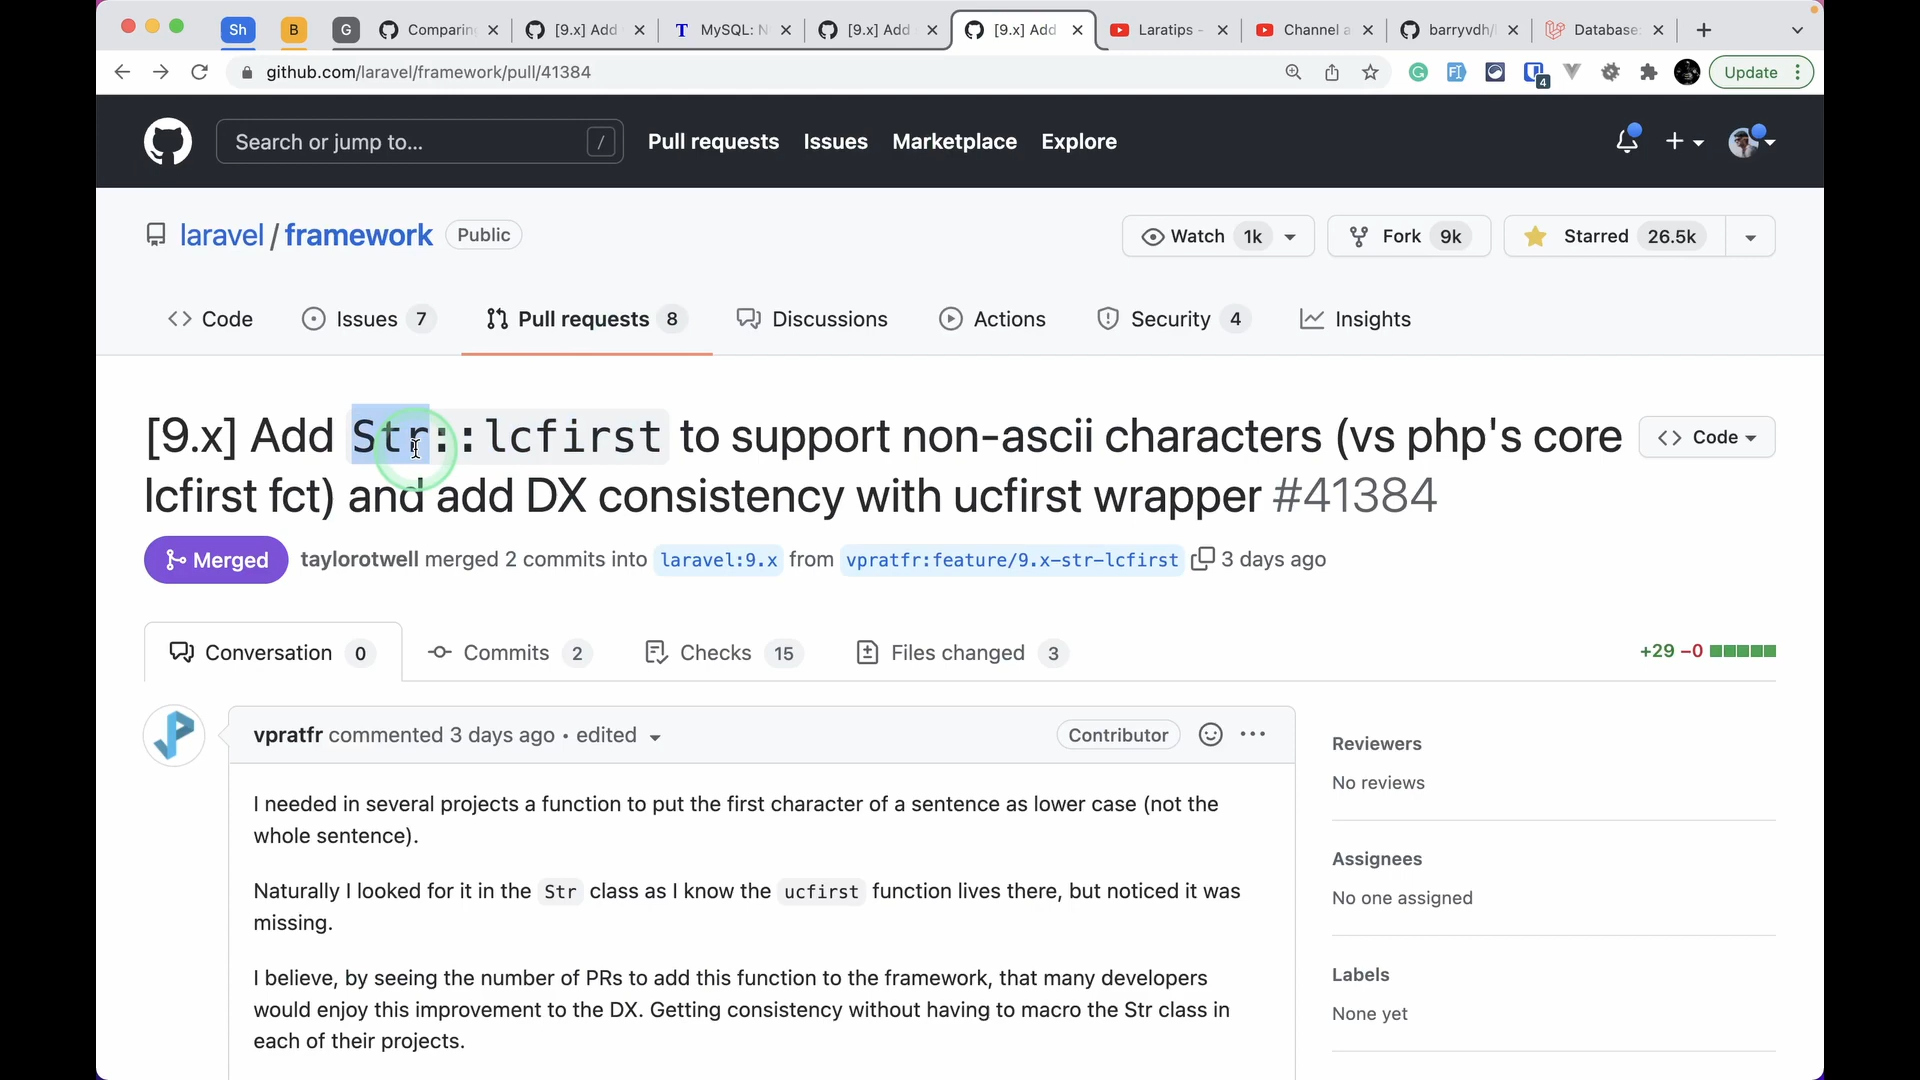 Sh
B
G
Comparin
[9.x] Add
MySQL: N
[9.x] Add
[9.x] Add
Laratips -
Channel a
barryvdh/
Database:
github.com/laravel/framework/pull/41384
4
Update
Search or jump to...
/
Pull requests
Issues
Marketplace
Explore
laravel / framework
Public
Watch 1k
Fork 9k
Starred 26.5k
Code
Issues 7
Pull requests 8
Discussions
Actions
Security 4
Insights
[9.x] Add Str::lcfirst to support non-ascii characters (vs php's core
lcfirst fct) and add DX consistency with ucfirst wrapper #41384
Code
Merged
taylorotwell merged 2 commits into laravel:9.x from vpratfr:feature/9.x-str-lcfirst 3 days ago
Conversation 0
Commits 2
Checks 15
Files changed 3
+29 −0
vpratfr commented 3 days ago • edited
Contributor
I needed in several projects a function to put the first character of a sentence as lower case (not the
whole sentence).
Naturally I looked for it in the Str class as I know the ucfirst function lives there, but noticed it was
missing.
I believe, by seeing the number of PRs to add this function to the framework, that many developers
would enjoy this improvement to the DX. Getting consistency without having to macro the Str class in
each of their projects.
Reviewers
No reviews
Assignees
No one assigned
Labels
None yet